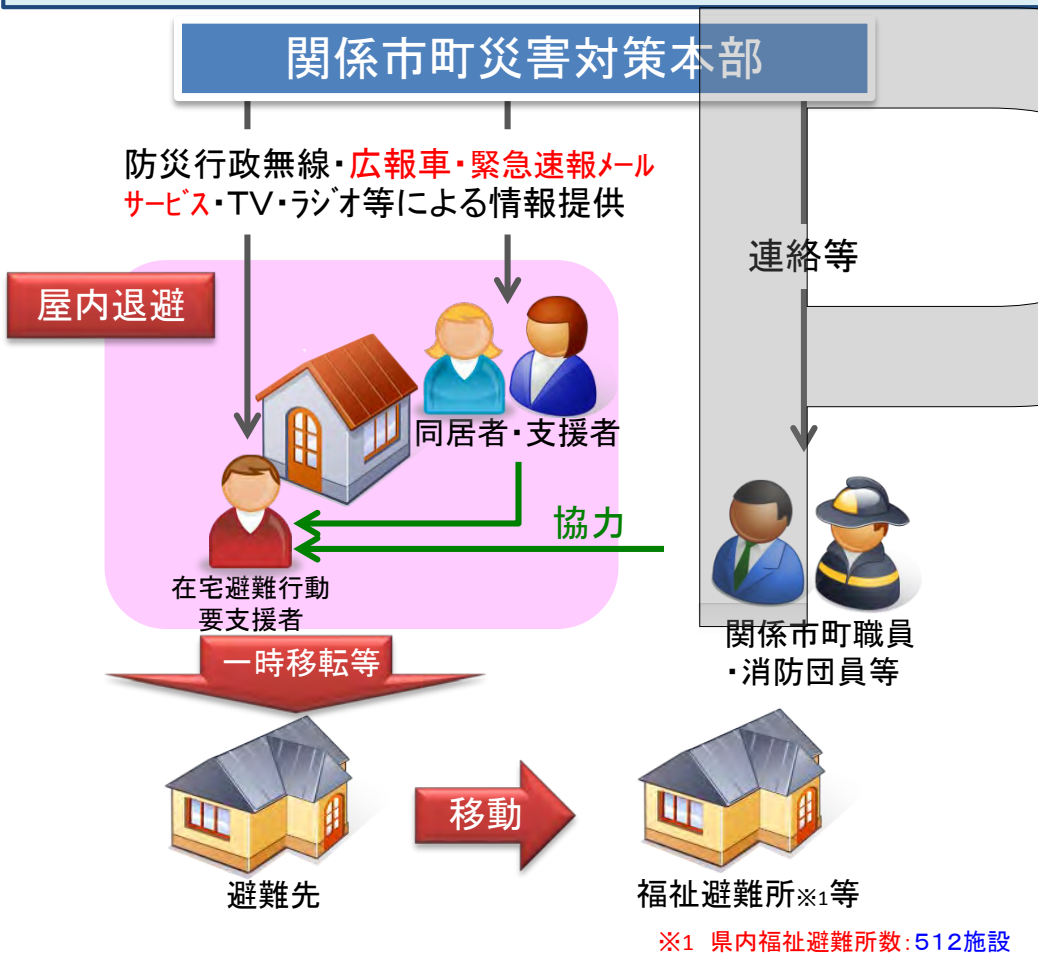 関係市町災害対策本部
防災行政無線・広報車・緊急速報メール
サービス・TV・ラジオ等による情報提供
連絡等
屋内退避
同居者・支援者
協力
在宅避難行動
要支援者
関係市町職員
・消防団員等
一時移転等
移動
避難先
福祉避難所※1等
※1 県内福祉避難所数:512施設